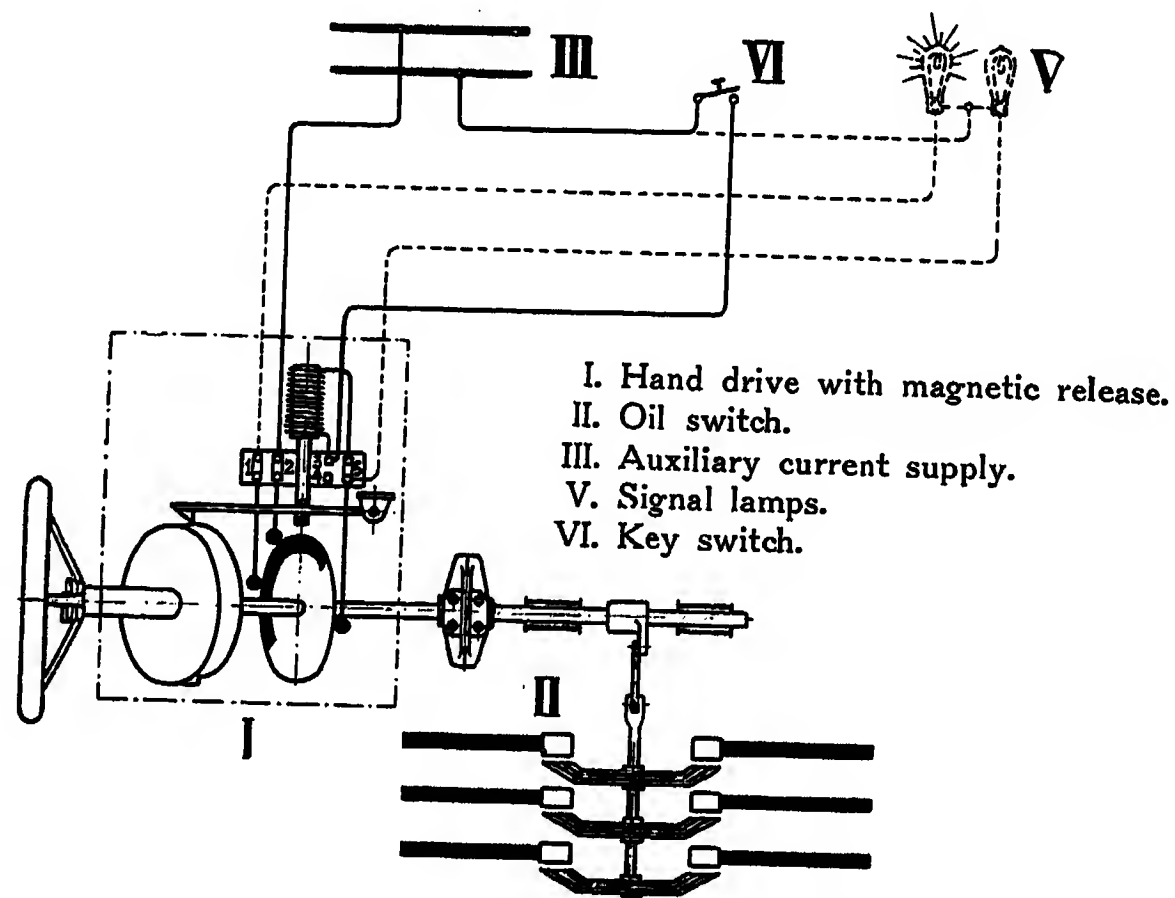 III
VI
V
I. Hand drive with magnetic release.
II. Oil switch.
III. Auxiliary current supply.
V. Signal lamps.
VI. Key switch.
1 2 3 4 5
I
II